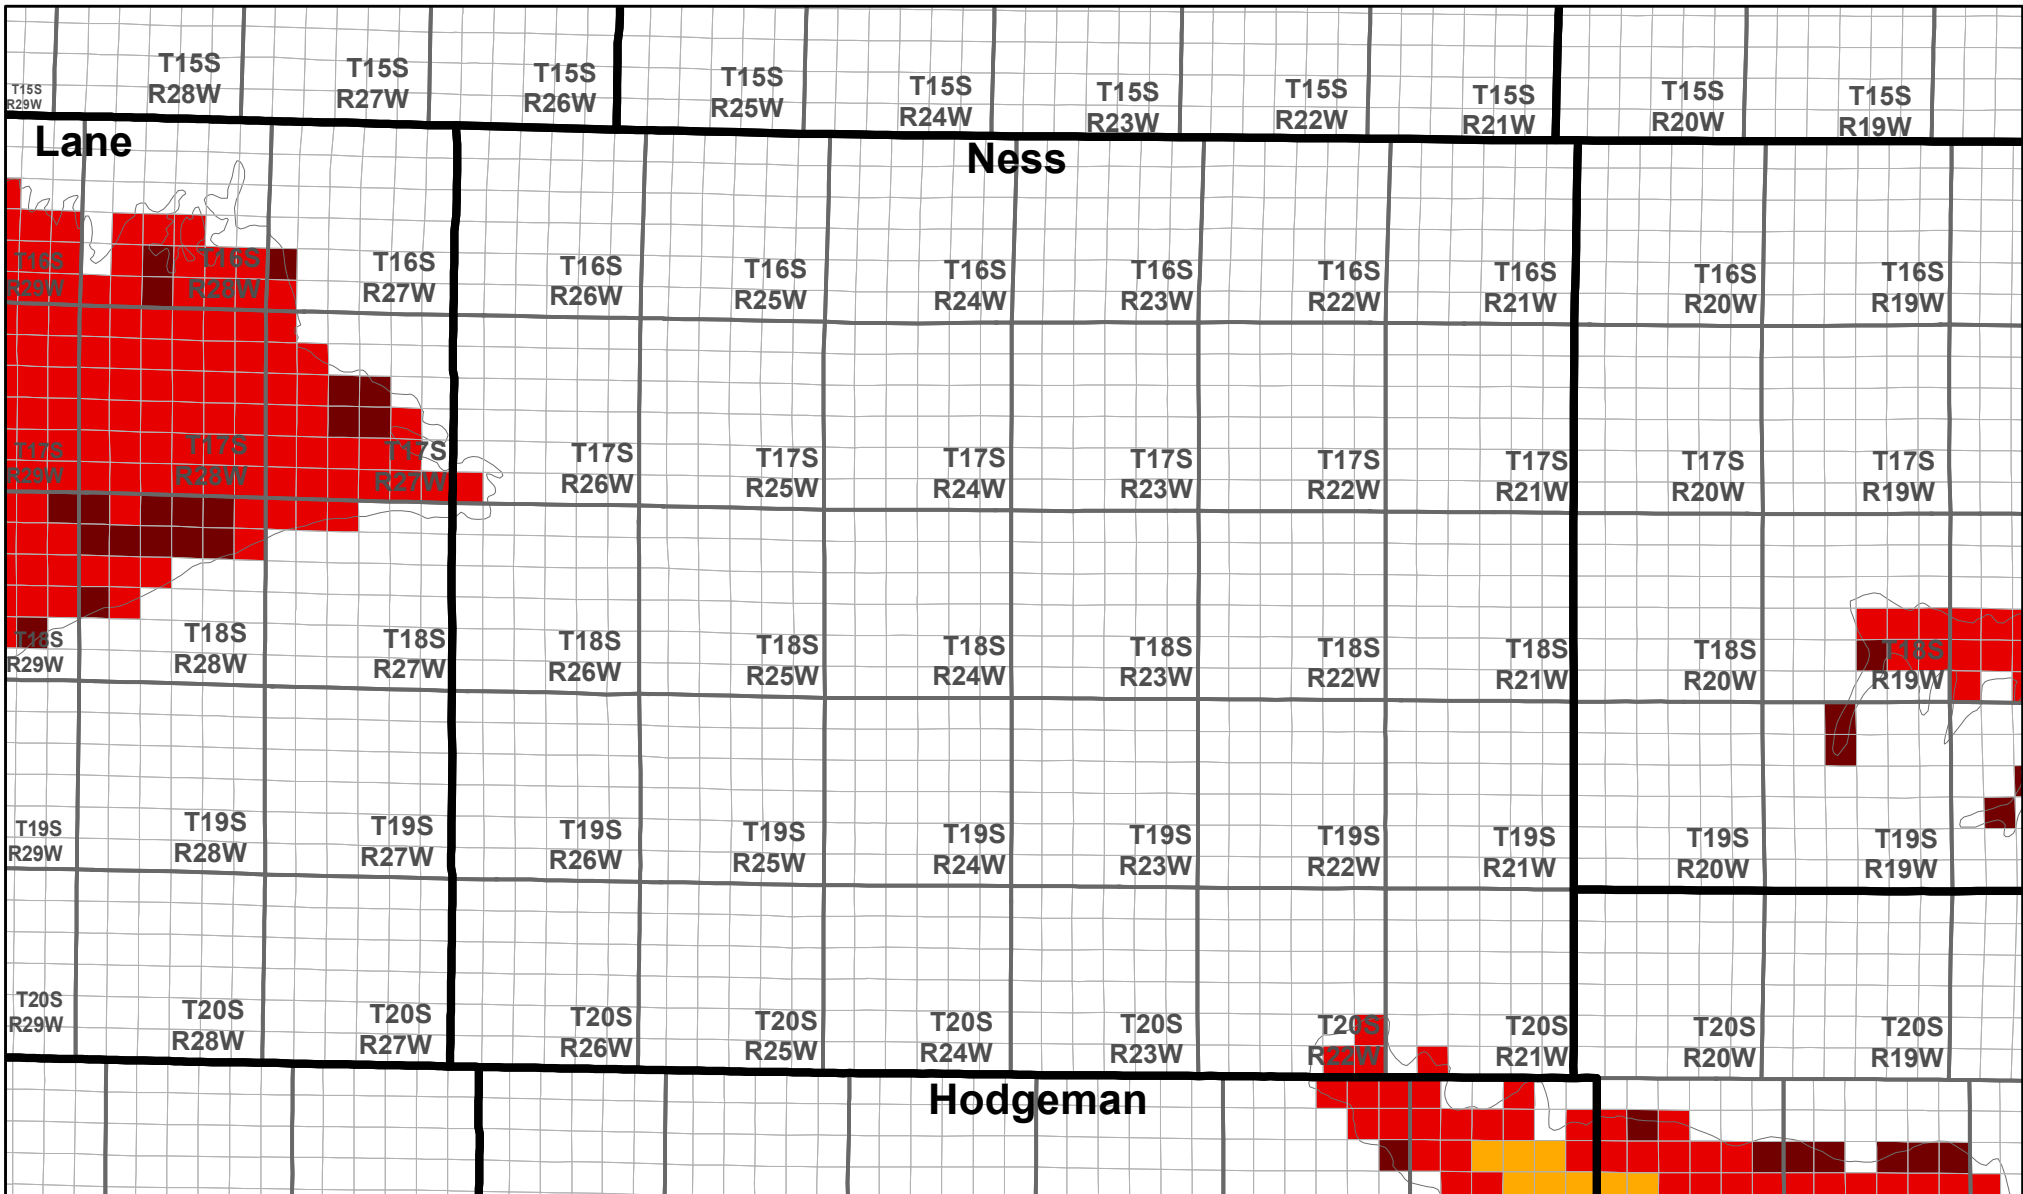 T15S
R29W
T15S
R28W
T15S
R27W
T15S
R26W
T15S
R25W
T15S
R24W
T15S
R23W
T15S
R22W
T15S
R21W
T15S
R20W
T15S
R19W
Lane
Ness
T16S
R29W
T16S
R28W
T16S
R27W
T16S
R26W
T16S
R25W
T16S
R24W
T16S
R23W
T16S
R22W
T16S
R21W
T16S
R20W
T16S
R19W
T17S
R29W
T17S
R28W
T17S
R27W
T17S
R26W
T17S
R25W
T17S
R24W
T17S
R23W
T17S
R22W
T17S
R21W
T17S
R20W
T17S
R19W
T18S
R29W
T18S
R28W
T18S
R27W
T18S
R26W
T18S
R25W
T18S
R24W
T18S
R23W
T18S
R22W
T18S
R21W
T18S
R20W
T18S
R19W
T19S
R29W
T19S
R28W
T19S
R27W
T19S
R26W
T19S
R25W
T19S
R24W
T19S
R23W
T19S
R22W
T19S
R21W
T19S
R20W
T19S
R19W
T20S
R29W
T20S
R28W
T20S
R27W
T20S
R26W
T20S
R25W
T20S
R24W
T20S
R23W
T20S
R22W
T20S
R21W
T20S
R20W
T20S
R19W
Hodgeman